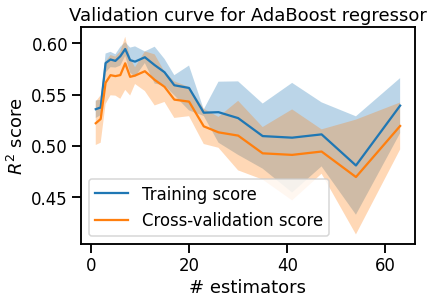 Validation curve for AdaBoost regressor
R² score
0.60
0.55
0.50
0.45
Training score
Cross-validation score
0 20 40 60
# estimators